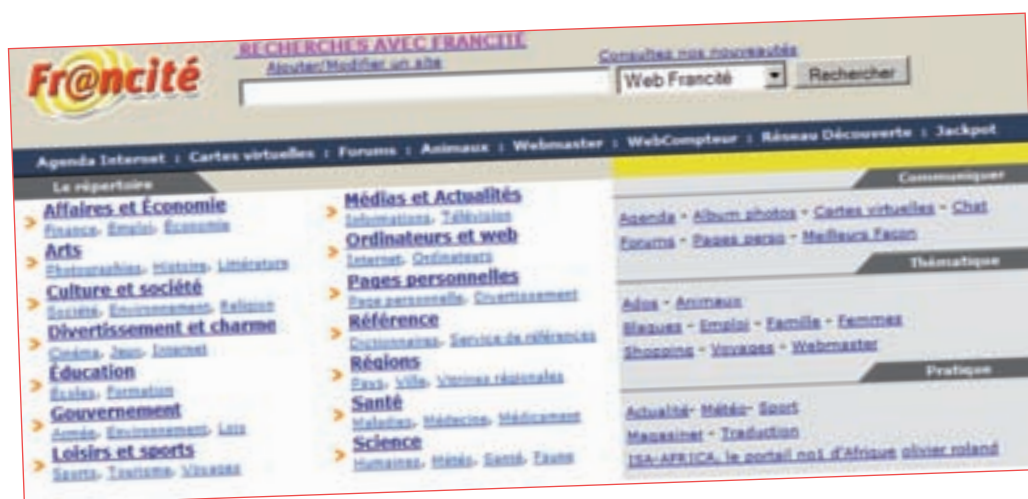 Fr@ncité
RECHERCHES AVEC FRANCITÉ
Ajouter/Modifier un site
Consultez nos nouveautés
Web Francité
Rechercher
Agenda Internet : Cartes virtuelles : Forums : Animaux : Webmaster : WebCompteur : Réseau Découverte : Jackpot
Le répertoire
Affaires et Économie
Finance, Emploi, Économie
Arts
Photographies, Histoire, Littérature
Culture et société
Société, Environnement, Religion
Divertissement et charme
Cinéma, Jeux, Internet
Éducation
Écoles, Formation
Gouvernement
Armée, Environnement, Lois
Loisirs et sports
Sports, Tourisme, Voyages
Médias et Actualités
Informations, Télévision
Ordinateurs et web
Internet, Ordinateurs
Pages personnelles
Page personnelle, Divertissement
Référence
Dictionnaires, Service de références
Régions
Pays, Ville, Vitrines régionales
Santé
Maladies, Médecine, Médicament
Science
Humaines, Météo, Santé, Faune
Communiquer
Agenda - Album photos - Cartes virtuelles - Chat
Forums - Pages perso - Meilleure Façon
Thématique
Ados - Animaux
Blagues - Emploi - Famille - Femmes
Shopping - Voyages - Webmaster
Pratique
Actualité- Météo- Sport
Magasiner - Traduction
ISA-AFRICA, le portail no1 d'Afrique olivier roland